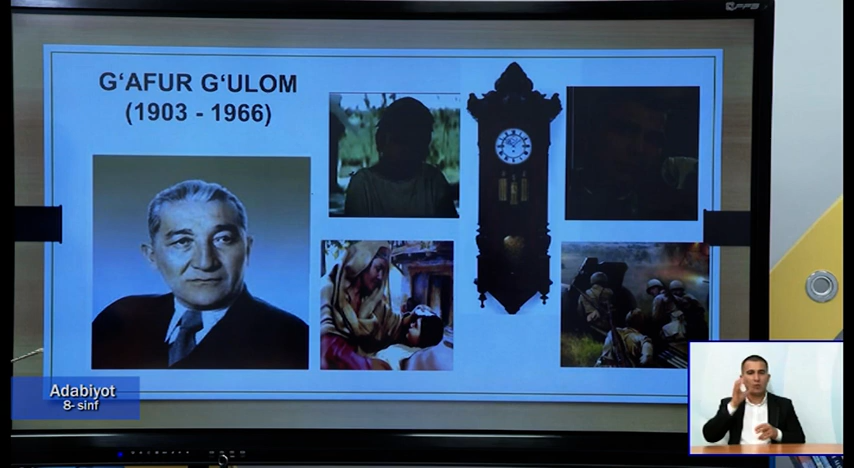 G‘AFUR G‘ULOM
(1903 - 1966)
Adabiyot
8- sinf